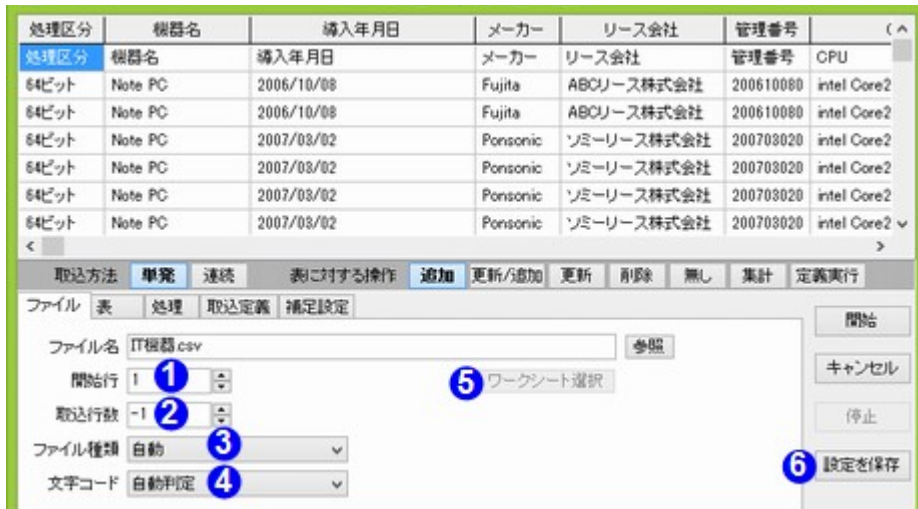 処理区分 機器名 導入年月日 メーカー リース会社 管理番号 (
処理区分 機器名 導入年月日 メーカー リース会社 管理番号 CPU
64ビット Note PC 2006/10/08 Fujita ABCリース株式会社 200610080 intel Core2
64ビット Note PC 2006/10/08 Fujita ABCリース株式会社 200610080 intel Core2
64ビット Note PC 2007/03/02 Ponsonic ソミーリース株式会社 200703020 intel Core2
64ビット Note PC 2007/03/02 Ponsonic ソミーリース株式会社 200703020 intel Core2
64ビット Note PC 2007/03/02 Ponsonic ソミーリース株式会社 200703020 intel Core2
64ビット Note PC 2007/03/02 Ponsonic ソミーリース株式会社 200703020 intel Core2
取込方法 単発 連続 表に対する操作 追加 更新/追加 更新 削除 無し 集計 定義実行
ファイル 表 処理 取込定義 補足設定
開始
ファイル名 IT機器.csv 参照
キャンセル
開始行 1 1 5 ワークシート選択
取込行数 -1 2
停止
ファイル種類 自動 3
6 設定を保存
文字コード 自動判定 4